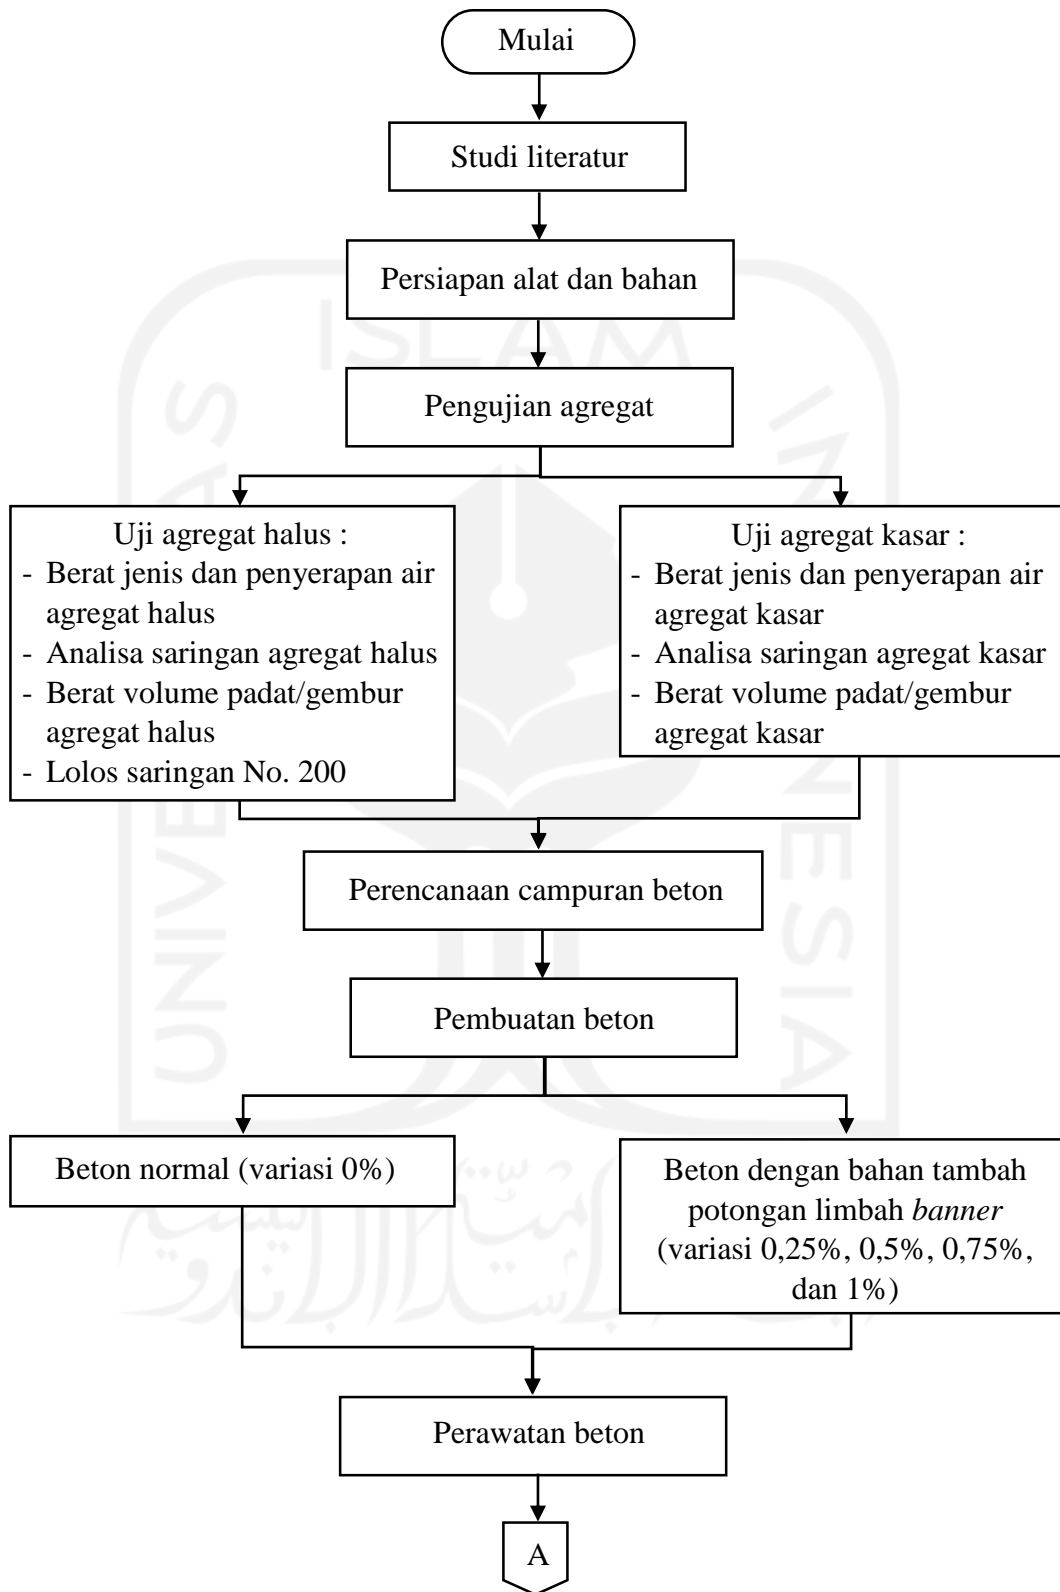 Mulai
Studi literatur
Persiapan alat dan bahan
ISLAM
Pengujian agregat
UNIVERSITAS
INDONESIA
Uji agregat halus :
- Berat jenis dan penyerapan air
agregat halus
- Analisa saringan agregat halus
- Berat volume padat/gembur
agregat halus
- Lolos saringan No. 200
Uji agregat kasar :
- Berat jenis dan penyerapan air
agregat kasar
- Analisa saringan agregat kasar
- Berat volume padat/gembur
agregat kasar
Perencanaan campuran beton
Pembuatan beton
Beton normal (variasi 0%)
Beton dengan bahan tambah
potongan limbah banner
(variasi 0,25%, 0,5%, 0,75%,
dan 1%)
Perawatan beton
A